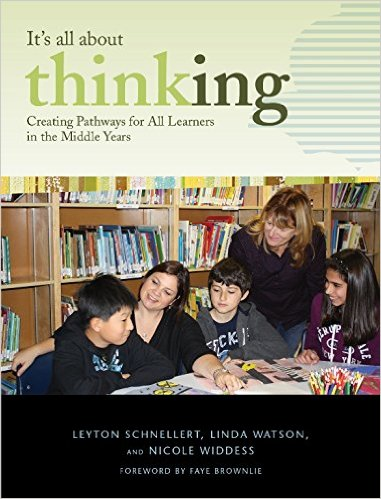 It's all about
thinking
Creating Pathways for All Learners
in the Middle Years
LEYTON SCHNELLERT, LINDA WATSON,
AND NICOLE WIDDESS
FOREWORD BY FAYE BROWNLIE